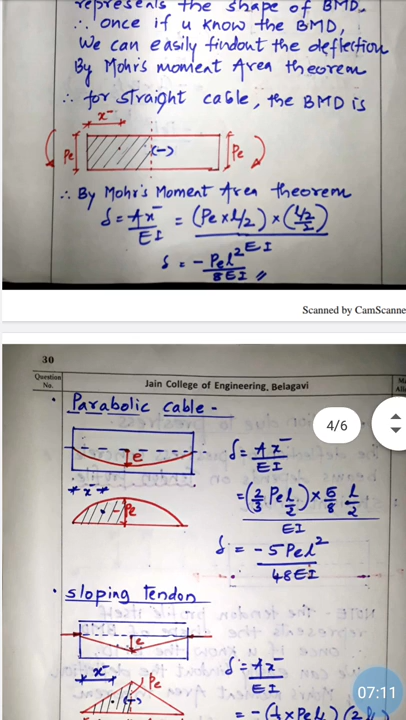 represents the shape of BMD.
∴ once if u know the BMD,
We can easily findout the deflection
By Mohr's moment Area theorem
∴ for straight cable, the BMD is
x̄
Pe (-) Pe
∴ By Mohr's Moment Area theorem
δ = Ax̄/EI = (Pe x L/2) x (L/2/2)/EI
δ = - Pel²/8EI //
Scanned by CamScanne
30
Question No.
Jain College of Engineering, Belagavi
4/6
• Parabolic cable -
e
δ = Ax̄/EI
x̄
Pe
= (2/3 Pe L/2) x 5/8 L/2 / EI
δ = -5Pel²/48EI
• sloping Tendon
e
δ = Ax̄/EI
x̄ Pe
(+)
07:11